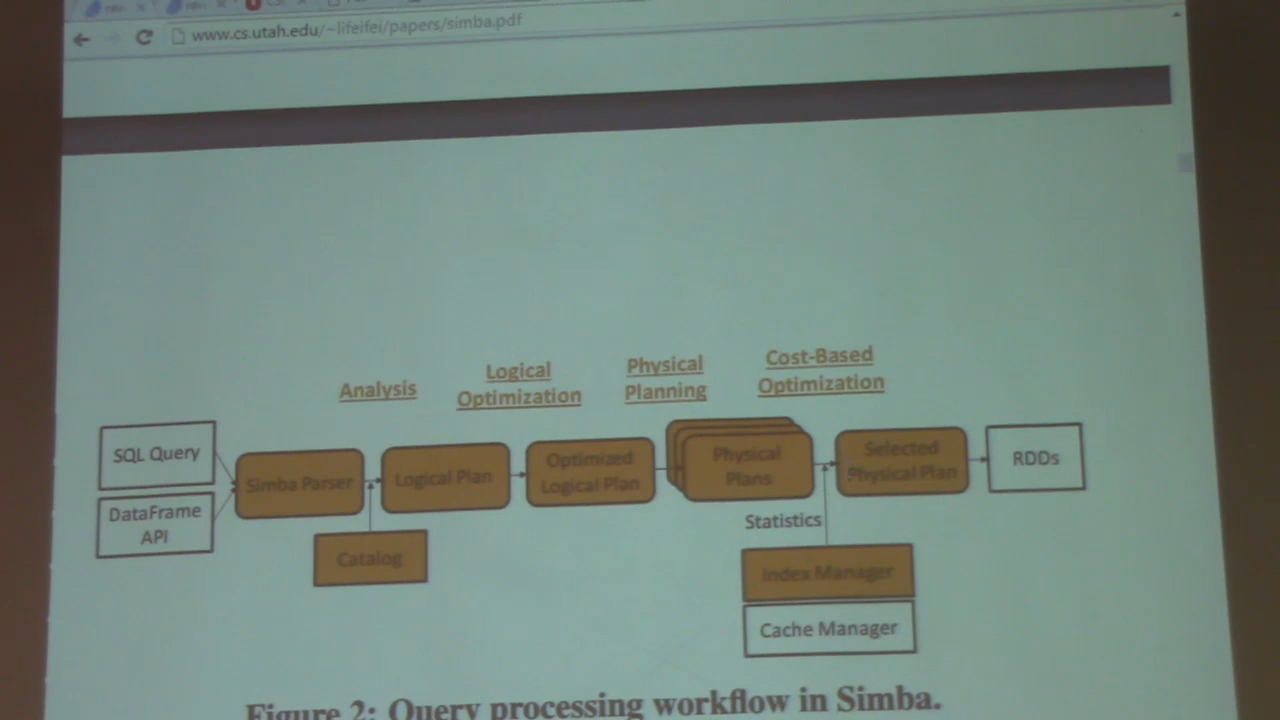 www.cs.utah.edu/~lifeifei/papers/simba.pdf
Analysis
Logical
Optimization
Physical
Planning
Cost-Based
Optimization
SQL Query
DataFrame
API
Simba Parser
Logical Plan
Optimized
Logical Plan
Physical
Plans
Selected
Physical Plan
RDDs
Catalog
Statistics
Index Manager
Cache Manager
Figure 2: Query processing workflow in Simba.